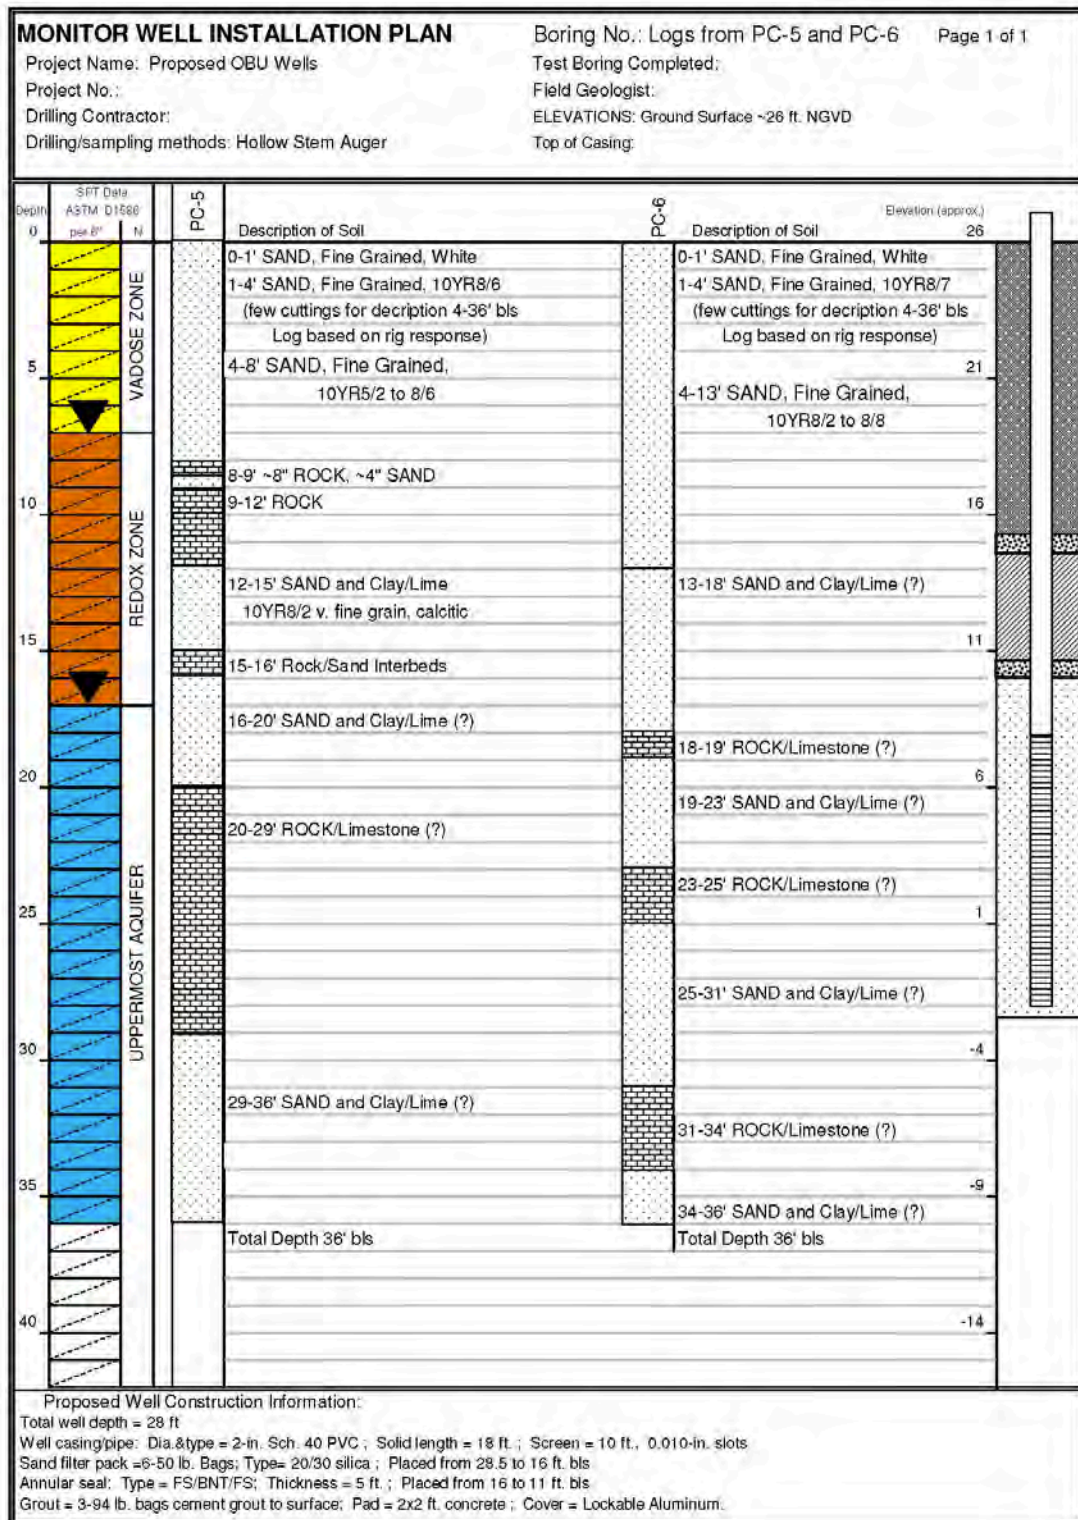 MONITOR WELL INSTALLATION PLAN
Boring No.: Logs from PC-5 and PC-6 Page 1 of 1
Project Name: Proposed OBU Wells
Test Boring Completed:
Project No.:
Field Geologist:
Drilling Contractor:
ELEVATIONS: Ground Surface ~26 ft. NGVD
Drilling/sampling methods: Hollow Stem Auger
Top of Casing:
SPT Data
Depth ASTM D1586 PC-5 PC-6 Elevation (approx.)
0 per 6" N Description of Soil Description of Soil 26
0-1' SAND, Fine Grained, White
1-4' SAND, Fine Grained, 10YR8/6
(few cuttings for decription 4-36' bls
Log based on rig response)
4-8' SAND, Fine Grained,
10YR5/2 to 8/6
8-9' ~8" ROCK, ~4" SAND
9-12' ROCK
12-15' SAND and Clay/Lime
10YR8/2 v. fine grain, calcitic
15-16' Rock/Sand Interbeds
16-20' SAND and Clay/Lime (?)
20-29' ROCK/Limestone (?)
29-36' SAND and Clay/Lime (?)
Total Depth 36' bls
0-1' SAND, Fine Grained, White
1-4' SAND, Fine Grained, 10YR8/7
(few cuttings for decription 4-36' bls
Log based on rig response)
4-13' SAND, Fine Grained,
10YR8/2 to 8/8
13-18' SAND and Clay/Lime (?)
18-19' ROCK/Limestone (?)
19-23' SAND and Clay/Lime (?)
23-25' ROCK/Limestone (?)
25-31' SAND and Clay/Lime (?)
31-34' ROCK/Limestone (?)
34-36' SAND and Clay/Lime (?)
Total Depth 36' bls
5
10
15
20
25
30
35
40
VADOSE ZONE
REDOX ZONE
UPPERMOST AQUIFER
21
16
11
6
1
-4
-9
-14
Proposed Well Construction Information:
Total well depth = 28 ft
Well casing/pipe: Dia.&type = 2-in. Sch. 40 PVC ; Solid length = 18 ft. ; Screen = 10 ft., 0.010-in. slots
Sand filter pack =6-50 lb. Bags; Type= 20/30 silica ; Placed from 28.5 to 16 ft. bls
Annular seal: Type = FS/BNT/FS; Thickness = 5 ft. ; Placed from 16 to 11 ft. bls
Grout = 3-94 lb. bags cement grout to surface; Pad = 2x2 ft. concrete ; Cover = Lockable Aluminum.